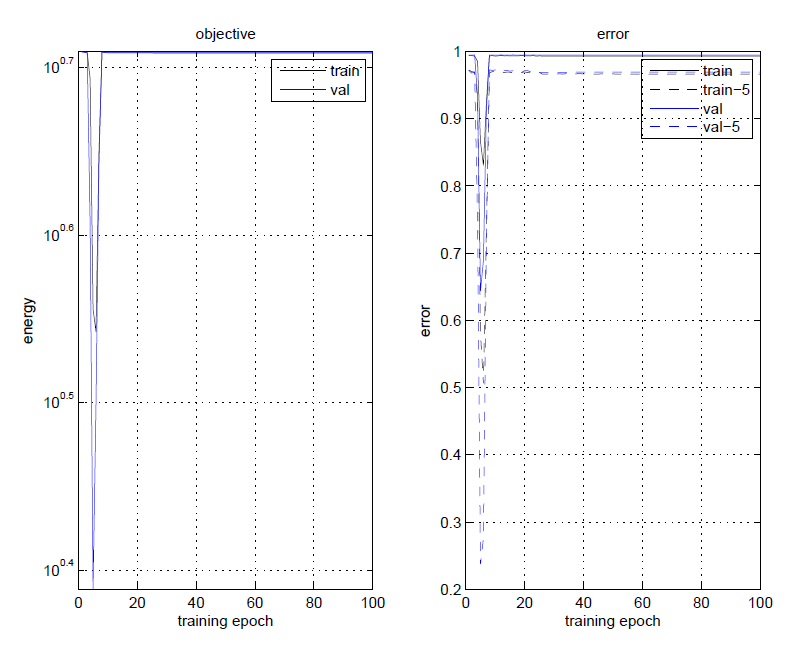 objective
10^0.7
10^0.6
10^0.5
10^0.4
0 20 40 60 80 100
training epoch
energy
train
val
error
1
0.9
0.8
0.7
0.6
0.5
0.4
0.3
0.2
0 20 40 60 80 100
training epoch
error
train
train−5
val
val−5